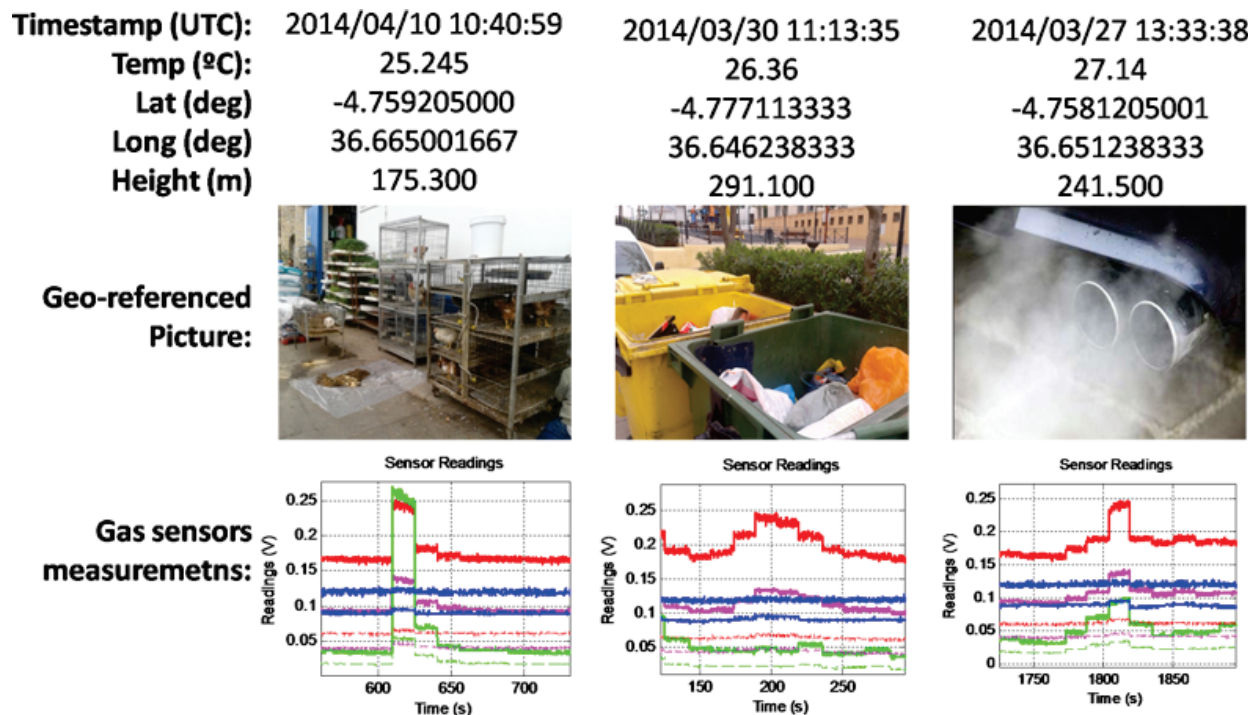 Timestamp (UTC): 2014/04/10 10:40:59 2014/03/30 11:13:35 2014/03/27 13:33:38
Temp (ºC): 25.245 26.36 27.14
Lat (deg) -4.759205000 -4.777113333 -4.7581205001
Long (deg) 36.665001667 36.646238333 36.651238333
Height (m) 175.300 291.100 241.500
Geo-referenced
Picture:
Gas sensors
measuremetns:
Sensor Readings
Readings (V)
0.25
0.2
0.15
0.1
0.05
600 650 700
Time (s)
Sensor Readings
Readings (V)
0.25
0.2
0.15
0.1
0.05
150 200 250
Time (s)
Sensor Readings
Readings (V)
0.25
0.2
0.15
0.1
0.05
0
1750 1800 1850
Time (s)